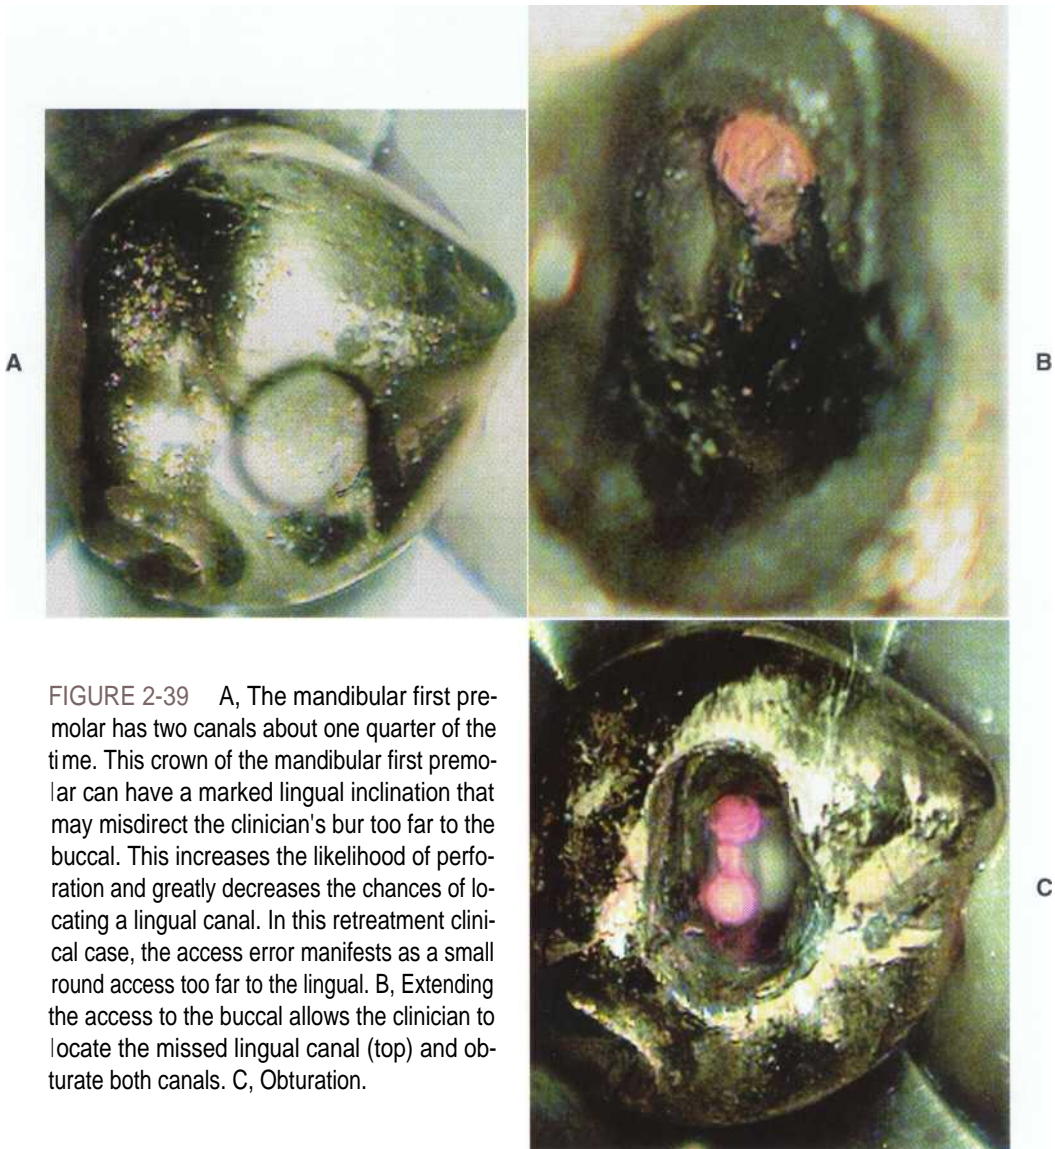 A
B
FIGURE 2-39 A, The mandibular first pre-
molar has two canals about one quarter of the
time. This crown of the mandibular first premo-
lar can have a marked lingual inclination that
may misdirect the clinician's bur too far to the
buccal. This increases the likelihood of perfo-
ration and greatly decreases the chances of lo-
cating a lingual canal. In this retreatment clini-
cal case, the access error manifests as a small
round access too far to the lingual. B, Extending
the access to the buccal allows the clinician to
locate the missed lingual canal (top) and ob-
turate both canals. C, Obturation.
C